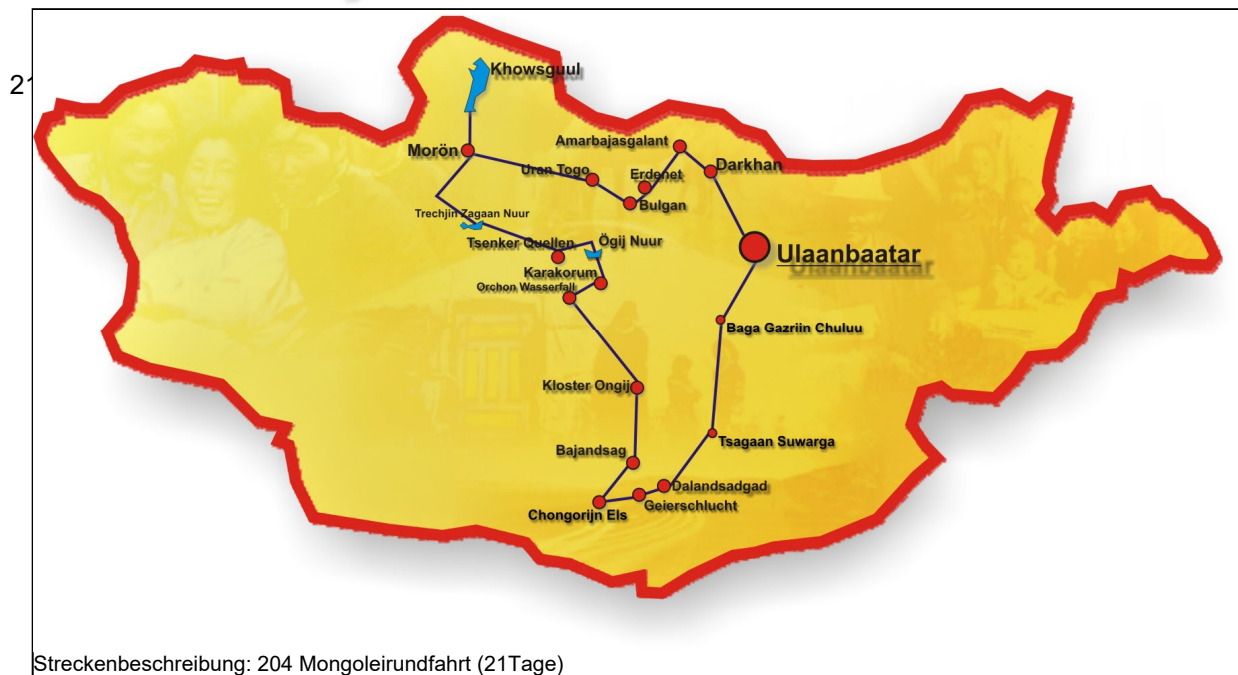 21
Khowsguul
Amarbajasgalant
Morön
Darkhan
Uran Togo
Erdenet
Bulgan
Trechjin Zagaan Nuur
Tsenker Quellen
Ögij Nuur
Ulaanbaatar
Karakorum
Orchon Wasserfall
Baga Gazriin Chuluu
Kloster Ongij
Tsagaan Suwarga
Bajandsag
Dalandsadgad
Geierschlucht
Chongorijn Els
Streckenbeschreibung: 204 Mongoleirundfahrt (21Tage)